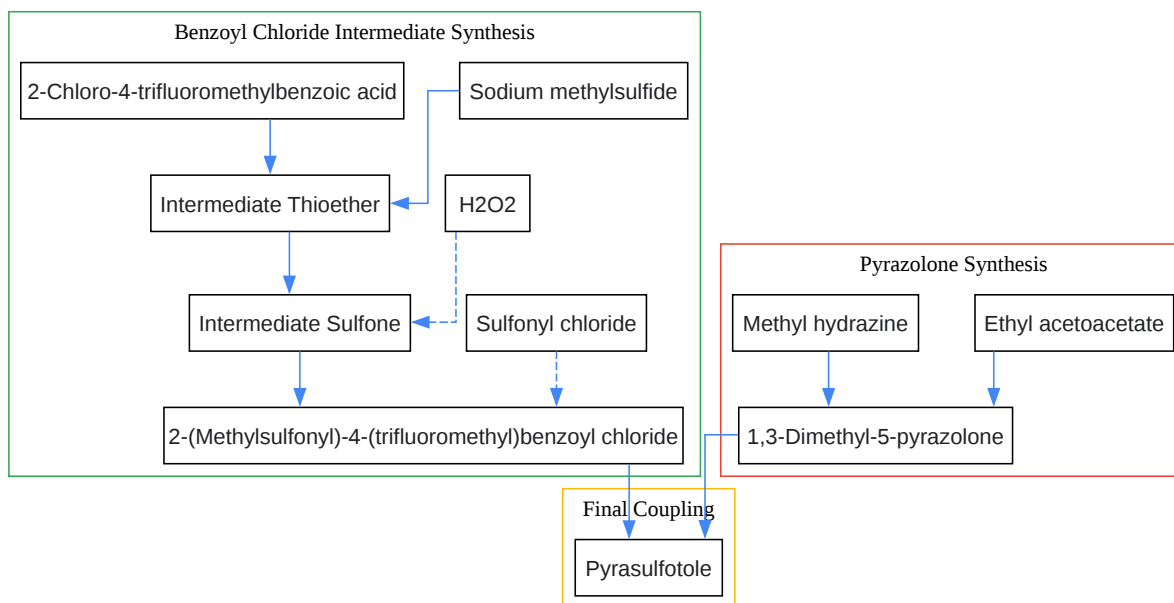 Benzoyl Chloride Intermediate Synthesis
2-Chloro-4-trifluoromethylbenzoic acid
Sodium methylsulfide
Intermediate Thioether
H2O2
Intermediate Sulfone
Sulfonyl chloride
2-(Methylsulfonyl)-4-(trifluoromethyl)benzoyl chloride
Pyrazolone Synthesis
Methyl hydrazine
Ethyl acetoacetate
1,3-Dimethyl-5-pyrazolone
Final Coupling
Pyrasulfotole